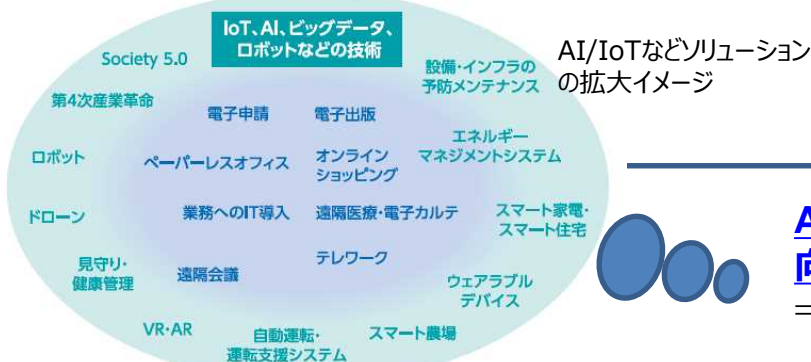 IoT、AI、ビッグデータ、
ロボットなどの技術
Society 5.0
第4次産業革命
ロボット
ドローン
見守り・
健康管理
VR・AR
自動運転・
運転支援システム
スマート農場
ウェアラブル
デバイス
スマート家電・
スマート住宅
エネルギー
マネジメントシステム
設備・インフラの
予防メンテナンス
電子申請
電子出版
ペーパーレスオフィス
オンライン
ショッピング
業務へのIT導入
遠隔医療・電子カルテ
遠隔会議
テレワーク
AI/IoTなどソリューション
の拡大イメージ
A
向
⇒